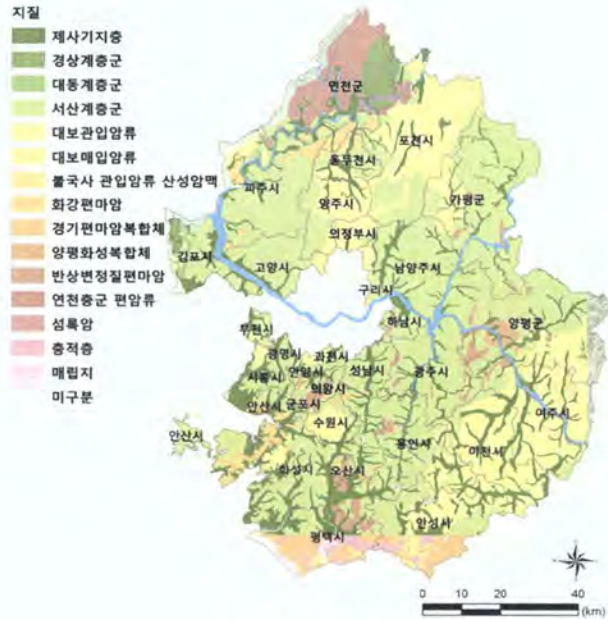 지질
제사기지층
경상계층군
대동계층군
서산계층군
대보관입암류
대보매입암류
불국사 관입암류 산성암맥
화강편마암
경기편마암복합체
양평화성복합체
반상변정질편마암
연천층군 편암류
섬록암
충적층
매립지
미구분
연천군
포천시
동두천시
가평군
파주시
양주시
의정부시
김포시
고양시
남양주시
구리시
하남시
양평군
부천시
광명시
과천시
시흥시
안양시
성남시
광주시
의왕시
안산시
군포시
여주시
수원시
안산시
용인시
이천시
화성시
오산시
안성시
평택시
0 10 20 40
(km)